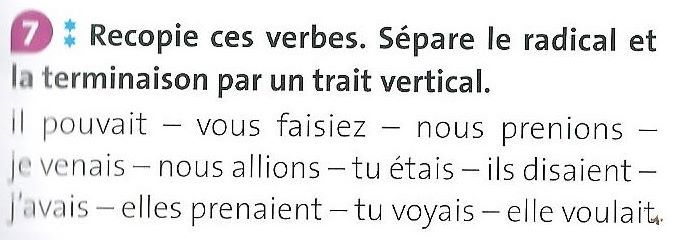 7 Recopie ces verbes. Sépare le radical et
la terminaison par un trait vertical.
il pouvait – vous faisiez – nous prenions –
je venais – nous allions – tu étais – ils disaient –
j'avais – elles prenaient – tu voyais – elle voulait.